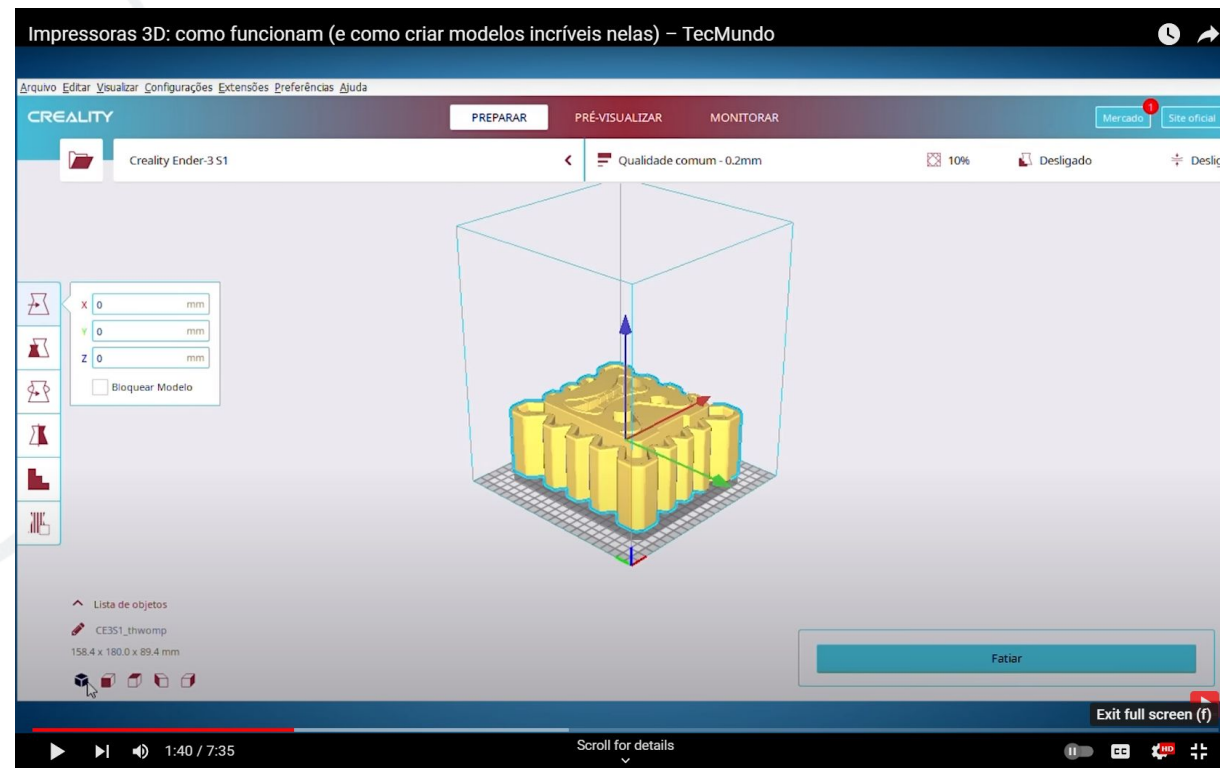 Impressoras 3D: como funcionam (e como criar modelos incríveis nelas) – TecMundo
Arquivo Editar Visualizar Configurações Extensões Preferências Ajuda
CREALITY PREPARAR PRÉ-VISUALIZAR MONITORAR Mercado 1 Site oficial
Creality Ender-3 S1 Qualidade comum - 0.2mm 10% Desligado Deslig
X 0 mm
Y 0 mm
Z 0 mm
Bloquear Modelo
Lista de objetos
CE3S1_thwomp
158.4 x 180.0 x 89.4 mm
Fatiar
Exit full screen (f)
1:40 / 7:35 Scroll for details CC HD